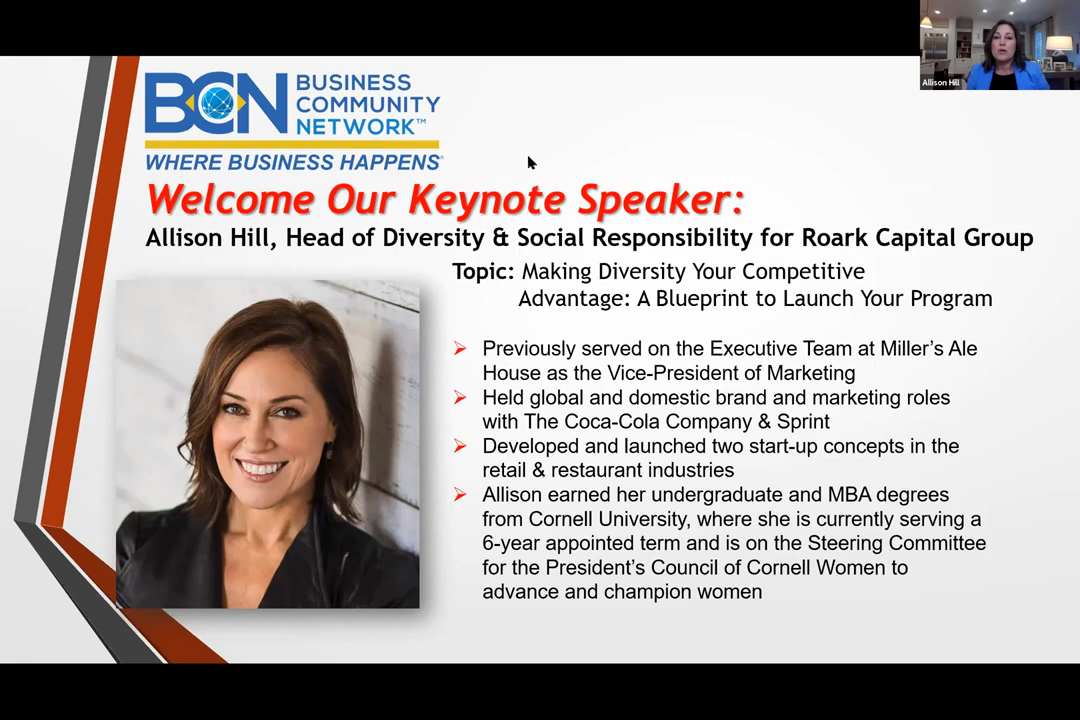 Allison Hill
BCN
BUSINESS
COMMUNITY
NETWORK™
WHERE BUSINESS HAPPENS®
Welcome Our Keynote Speaker:
Allison Hill, Head of Diversity & Social Responsibility for Roark Capital Group
Topic: Making Diversity Your Competitive
Advantage: A Blueprint to Launch Your Program
Previously served on the Executive Team at Miller’s Ale
House as the Vice-President of Marketing
Held global and domestic brand and marketing roles
with The Coca-Cola Company & Sprint
Developed and launched two start-up concepts in the
retail & restaurant industries
Allison earned her undergraduate and MBA degrees
from Cornell University, where she is currently serving a
6-year appointed term and is on the Steering Committee
for the President’s Council of Cornell Women to
advance and champion women